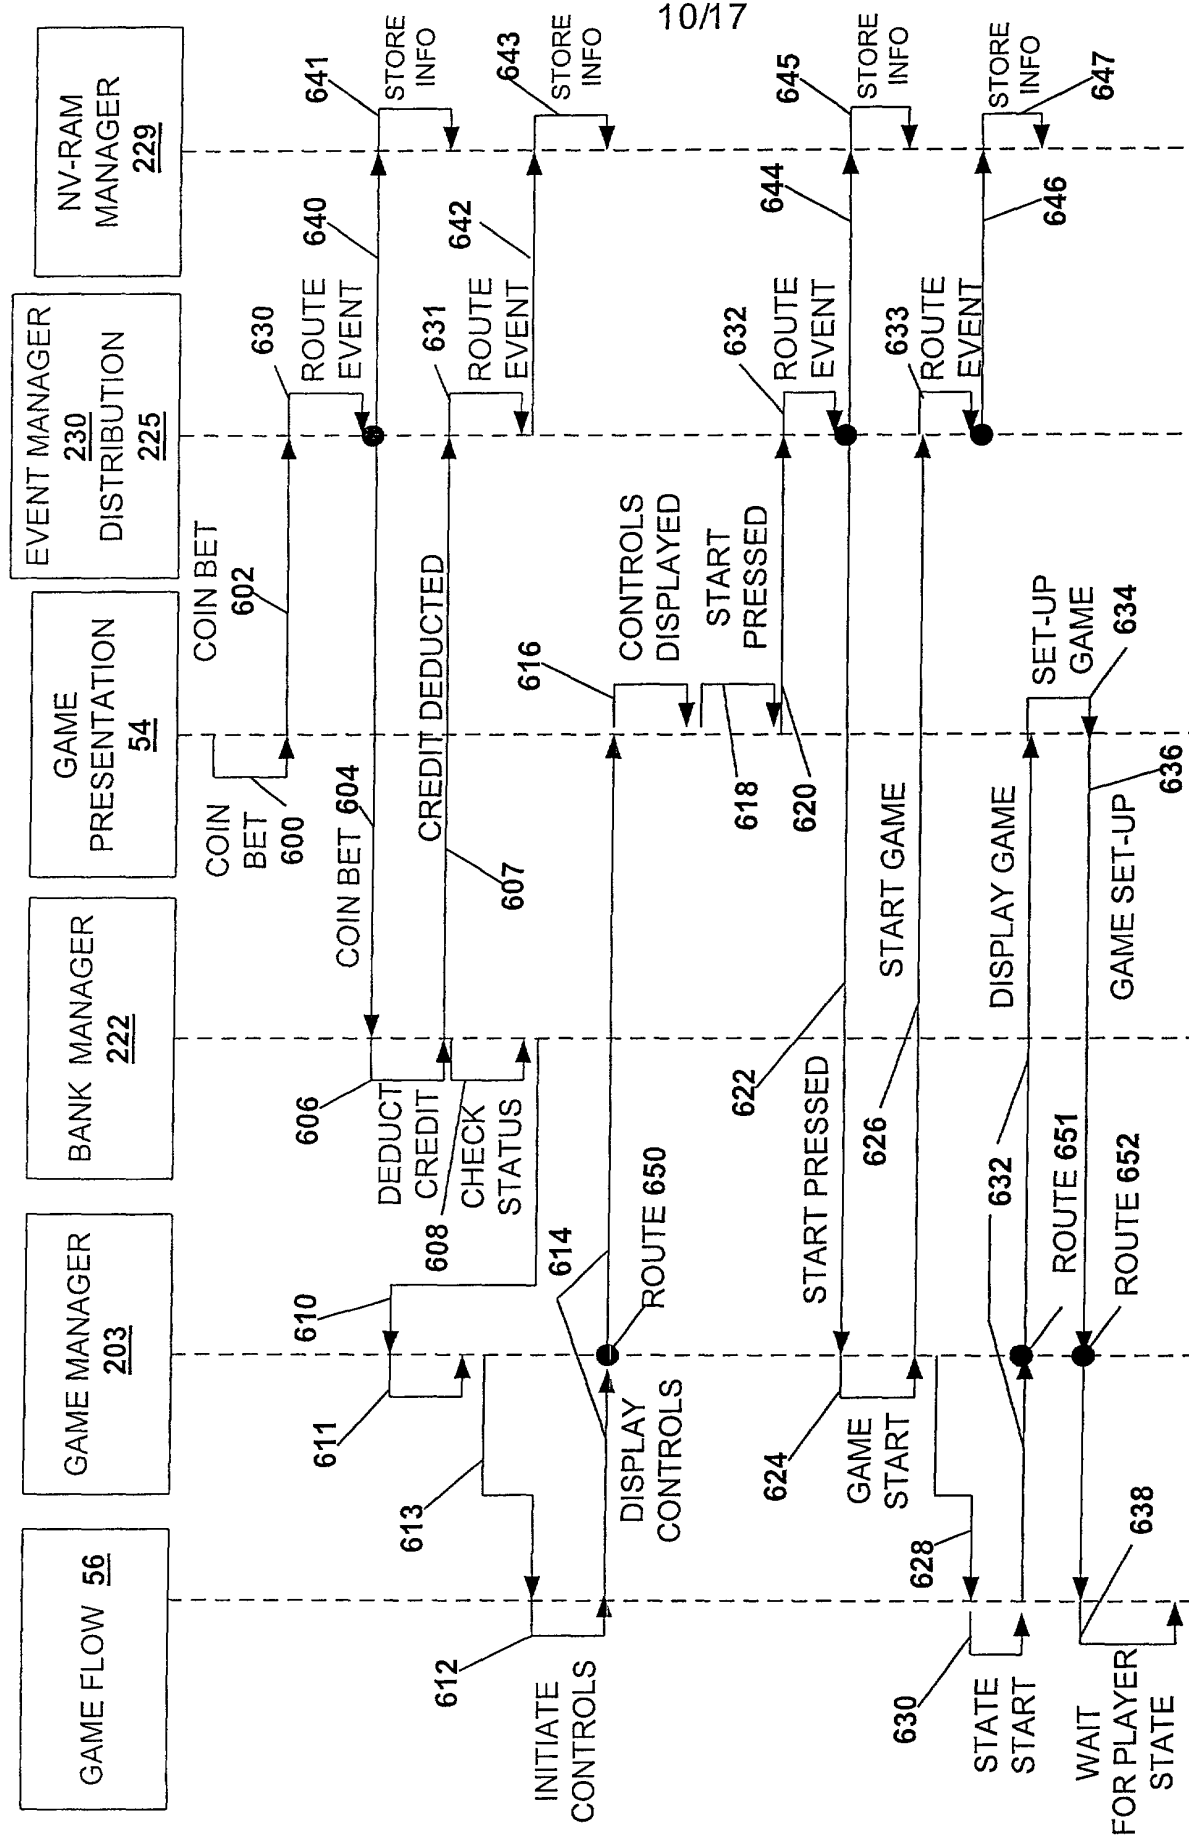 10/17
GAME FLOW 56
GAME MANAGER
203
BANK MANAGER
222
GAME
PRESENTATION
54
EVENT MANAGER
230
DISTRIBUTION
225
NV-RAM
MANAGER
229
COIN
BET
600
COIN BET
602
630
ROUTE
EVENT
640
641
STORE
INFO
COIN BET 604
606
DEDUCT
CREDIT
CREDIT DEDUCTED
607
631
ROUTE
EVENT
642
643
STORE
INFO
608
CHECK
STATUS
610
611
613
612
INITIATE
CONTROLS
614
DISPLAY
CONTROLS
ROUTE 650
616
CONTROLS
DISPLAYED
618
START
PRESSED
620
632
ROUTE
EVENT
644
645
STORE
INFO
622
START PRESSED
624
GAME
START
626
START GAME
633
ROUTE
EVENT
646
STORE
INFO
647
628
630
STATE
START
632
DISPLAY GAME
ROUTE 651
SET-UP
GAME
634
636
GAME SET-UP
ROUTE 652
638
WAIT
FOR PLAYER
STATE